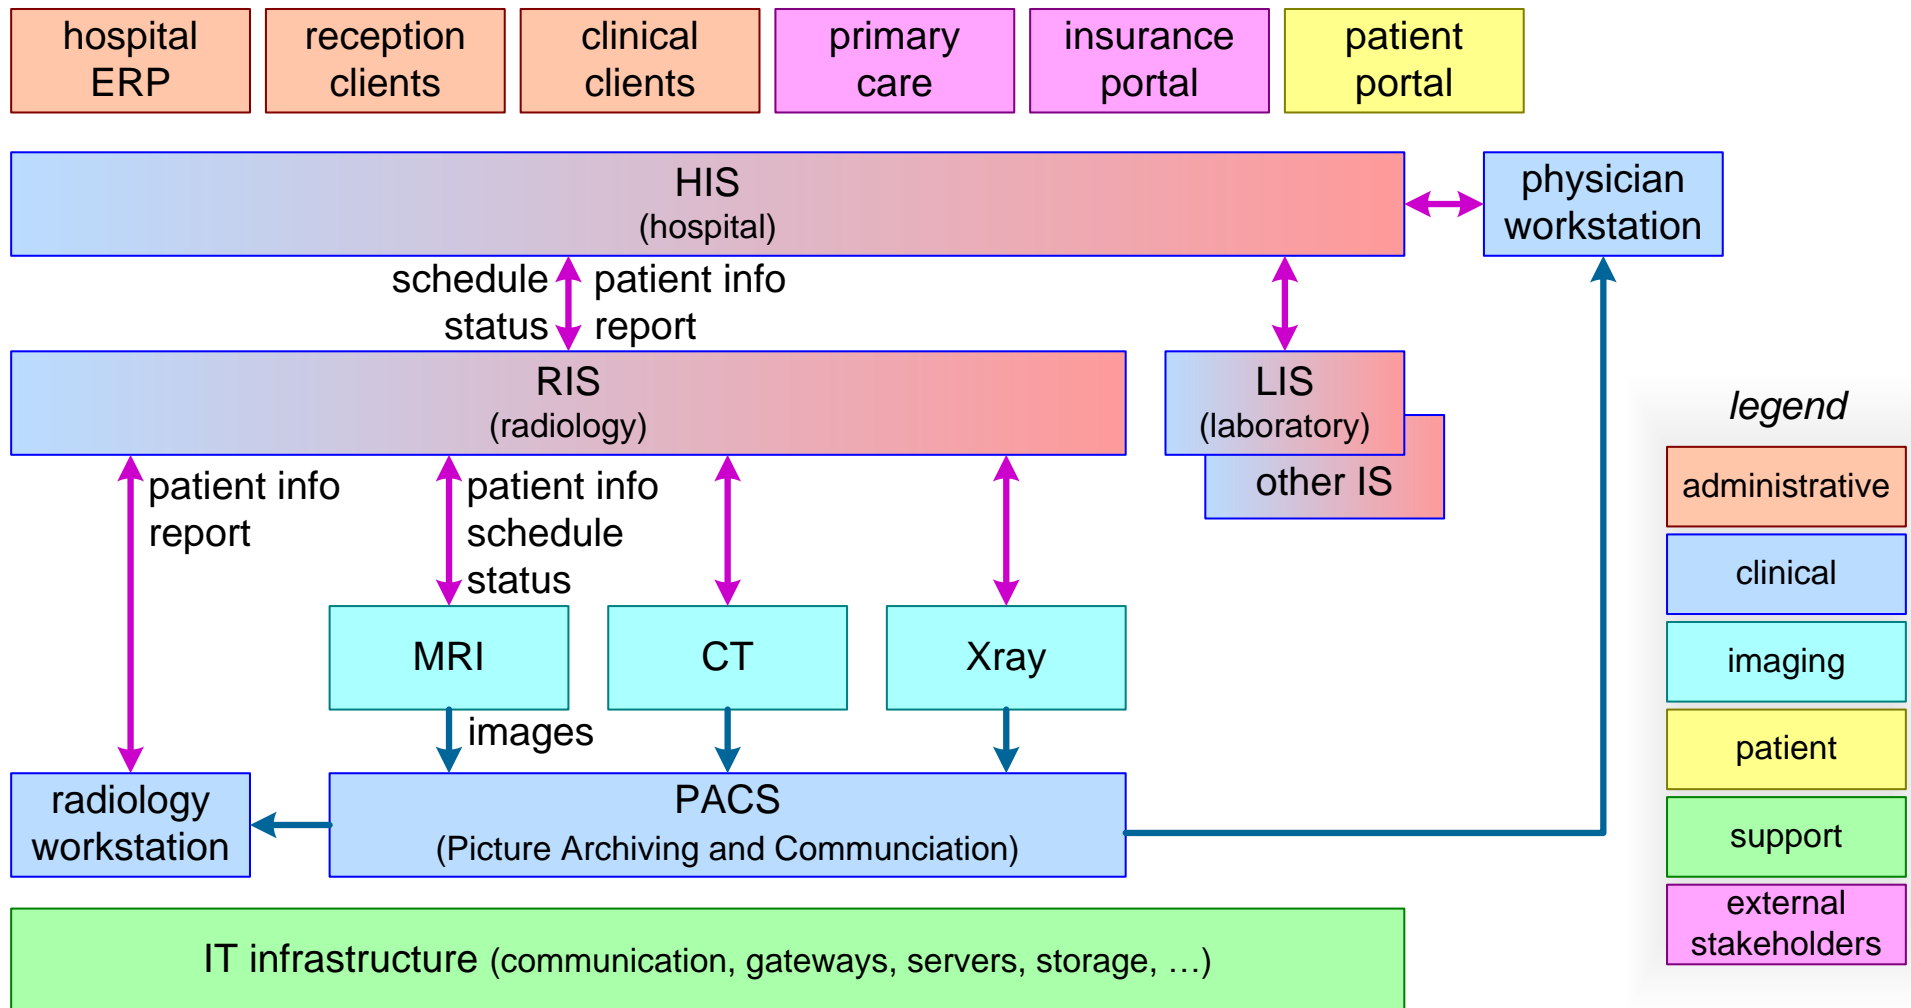 hospital
ERP
reception
clients
clinical
clients
primary
care
insurance
portal
patient
portal
HIS
(hospital)
physician
workstation
schedule
status
patient info
report
RIS
(radiology)
LIS
(laboratory)
other IS
patient info
report
patient info
schedule
status
MRI
CT
Xray
images
radiology
workstation
PACS
(Picture Archiving and Communciation)
IT infrastructure (communication, gateways, servers, storage, …)
legend
administrative
clinical
imaging
patient
support
external
stakeholders